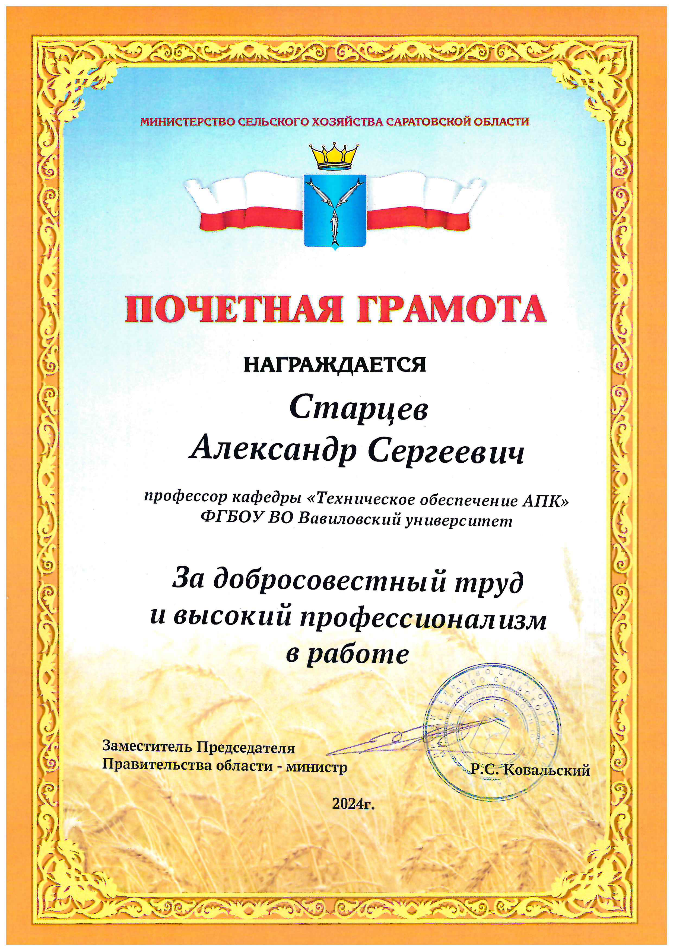 МИНИСТЕРСТВО СЕЛЬСКОГО ХОЗЯЙСТВА САРАТОВСКОЙ ОБЛАСТИ
ПОЧЕТНАЯ ГРАМОТА
НАГРАЖДАЕТСЯ
Старцев
Александр Сергеевич
профессор кафедры «Техническое обеспечение АПК»
ФГБОУ ВО Вавиловский университет
За добросовестный труд
и высокий профессионализм
в работе
Заместитель Председателя
Правительства области - министр
Р.С. Ковальский
2024г.